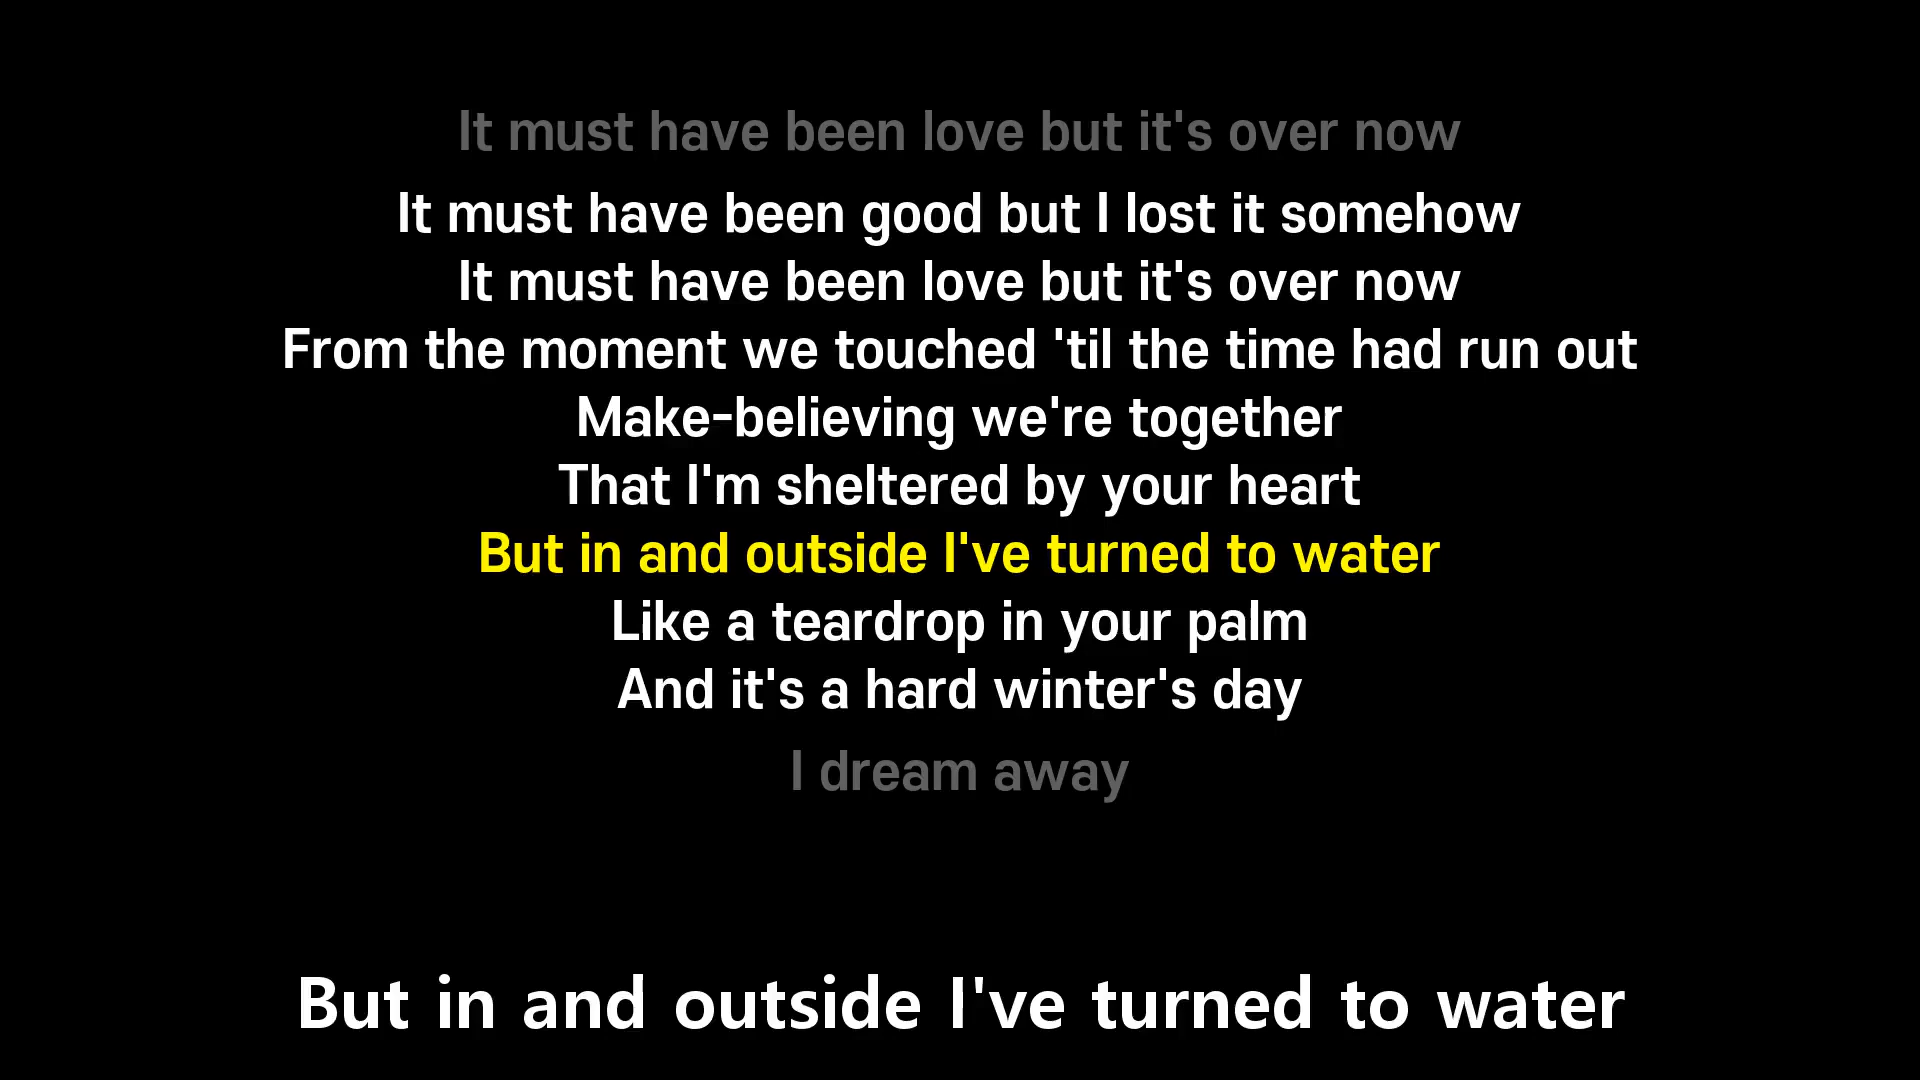 It must have been love but it's over now
It must have been good but I lost it somehow
It must have been love but it's over now
From the moment we touched 'til the time had run out
Make-believing we're together
That I'm sheltered by your heart
But in and outside I've turned to water
Like a teardrop in your palm
And it's a hard winter's day
I dream away
But in and outside I've turned to water